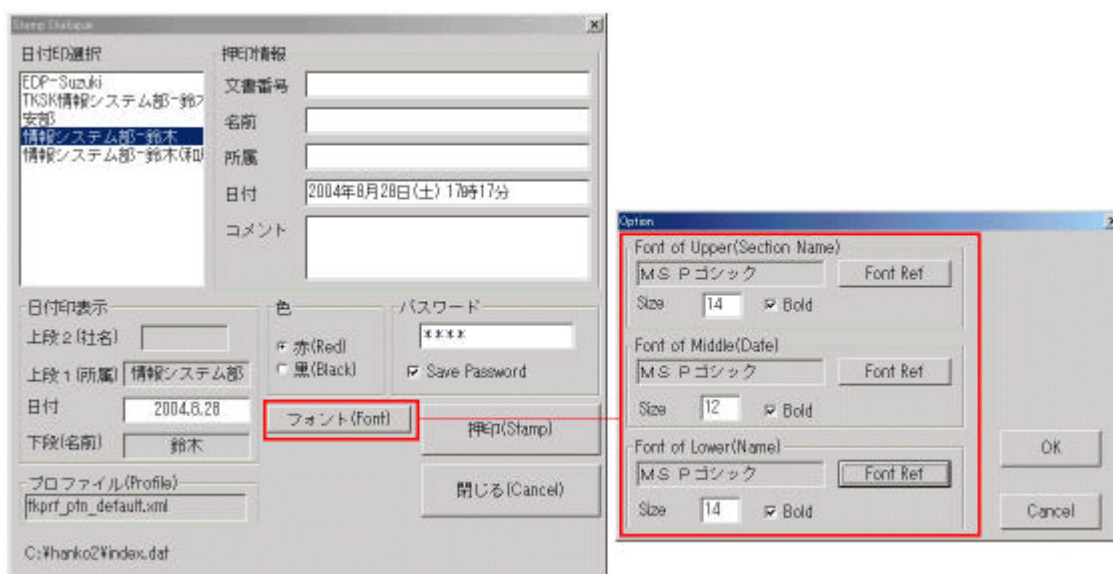 Stamp Dialogue
日付印選択
EDP-Suzuki
TKSK情報システム部-鈴木
安部
情報システム部-鈴木
情報システム部-鈴木(和
押印情報
文書番号
名前
所属
日付
2004年8月28日(土) 17時17分
コメント
日付印表示
上段2(社名)
上段1(所属)
情報システム部
日付
2004.8.28
下段(名前)
鈴木
色
赤(Red)
黒(Black)
パスワード
****
Save Password
フォント(Font)
押印(Stamp)
閉じる(Cancel)
プロファイル(Profile)
tkprf_ptn_default.xml
C:¥hanko2¥index.dat
Option
Font of Upper(Section Name)
MS Pゴシック
Font Ref
Size
14
Bold
Font of Middle(Date)
MS Pゴシック
Font Ref
Size
12
Bold
Font of Lower(Name)
MS Pゴシック
Font Ref
Size
14
Bold
OK
Cancel